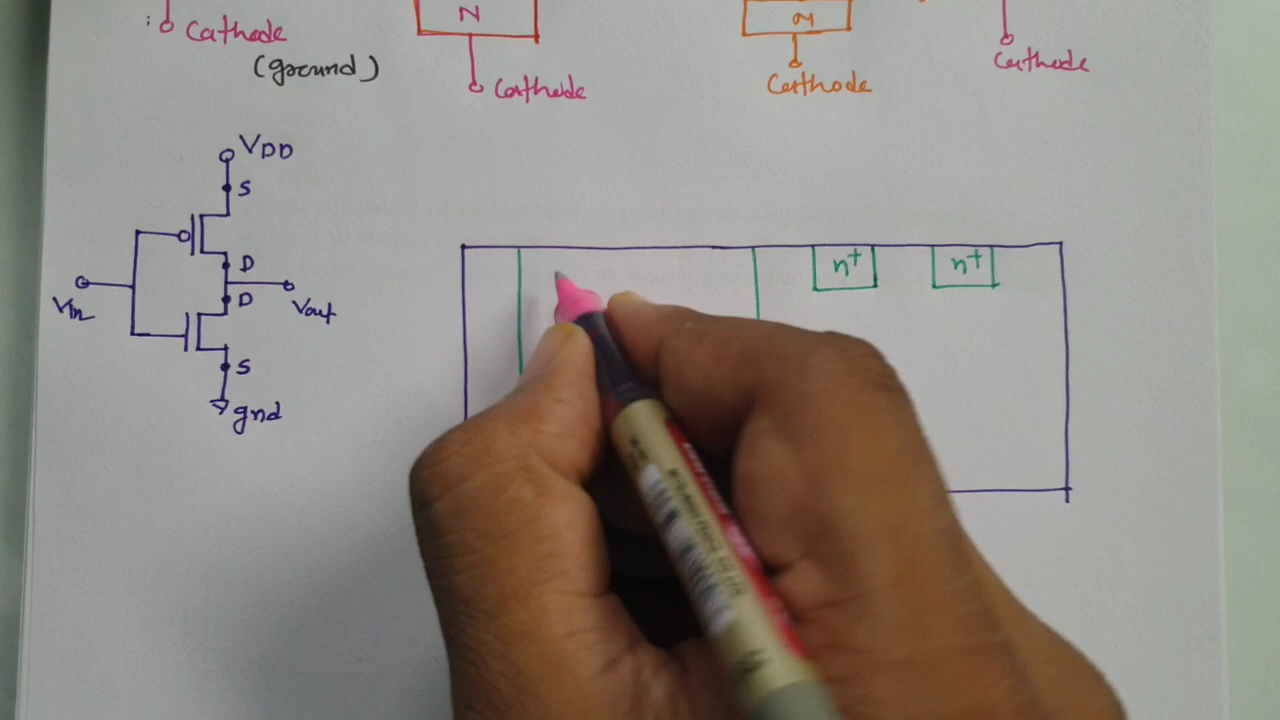 Cathode
(ground)
N
Cathode
n
Cathode
Cathode
VDD
S
D
D
Vin
Vout
S
gnd
n+
n+